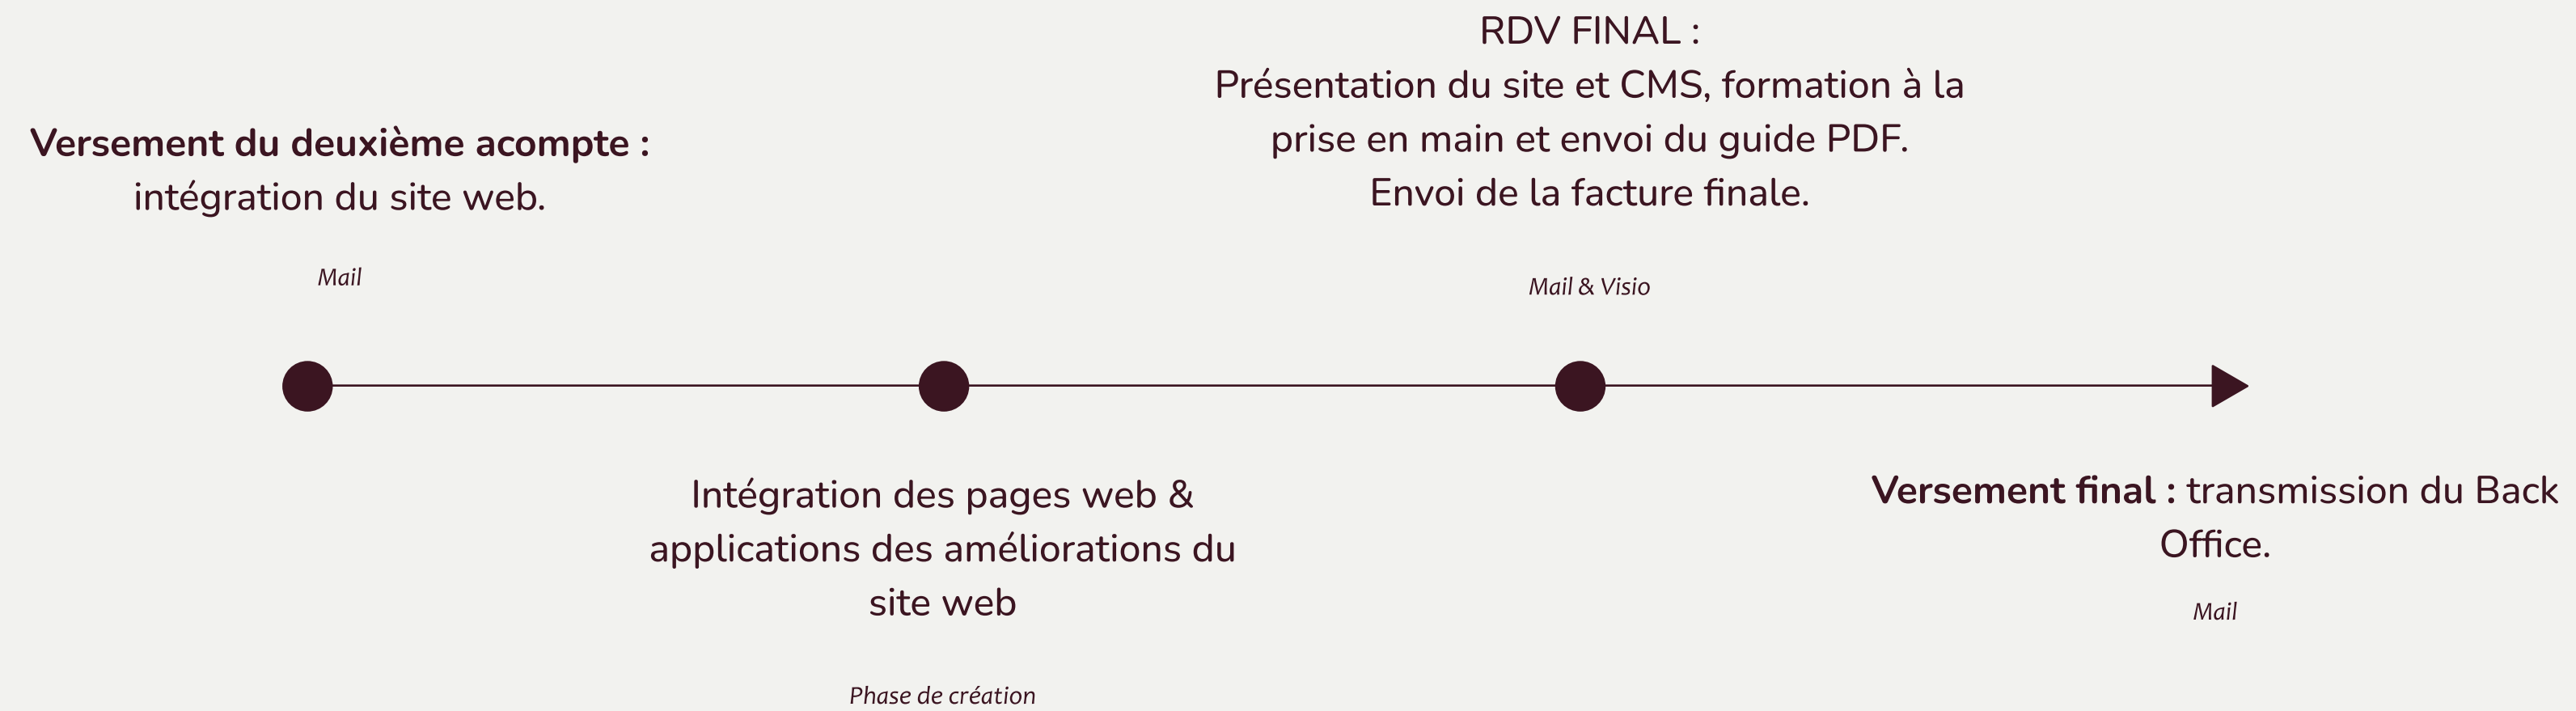 Versement du deuxième acompte :
intégration du site web.
Mail
Intégration des pages web &
applications des améliorations du
site web
Phase de création
RDV FINAL :
Présentation du site et CMS, formation à la
prise en main et envoi du guide PDF.
Envoi de la facture finale.
Mail & Visio
Versement final : transmission du Back
Office.
Mail